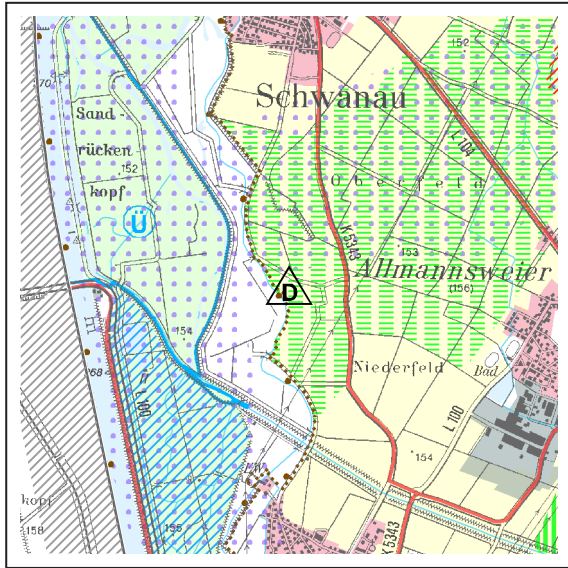 152
Schwanau
70
Sand-
L 104
rücken
152
kopf
Oberfeld
Ü
K 5343
153
Allmannsweier
(156)
D
154
Niederfeld
Bad
68
L 100
L 100
154
kopf
158
155
K 5343